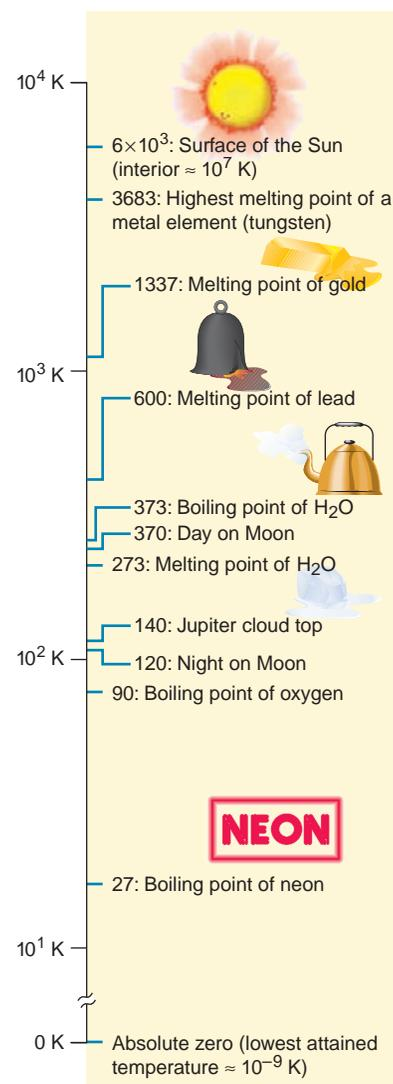 10⁴ K
6×10³: Surface of the Sun
(interior ≈ 10⁷ K)
3683: Highest melting point of a
metal element (tungsten)
1337: Melting point of gold
10³ K
600: Melting point of lead
373: Boiling point of H₂O
370: Day on Moon
273: Melting point of H₂O
140: Jupiter cloud top
10² K
120: Night on Moon
90: Boiling point of oxygen
NEON
27: Boiling point of neon
10¹ K
0 K
Absolute zero (lowest attained
temperature ≈ 10⁻⁹ K)